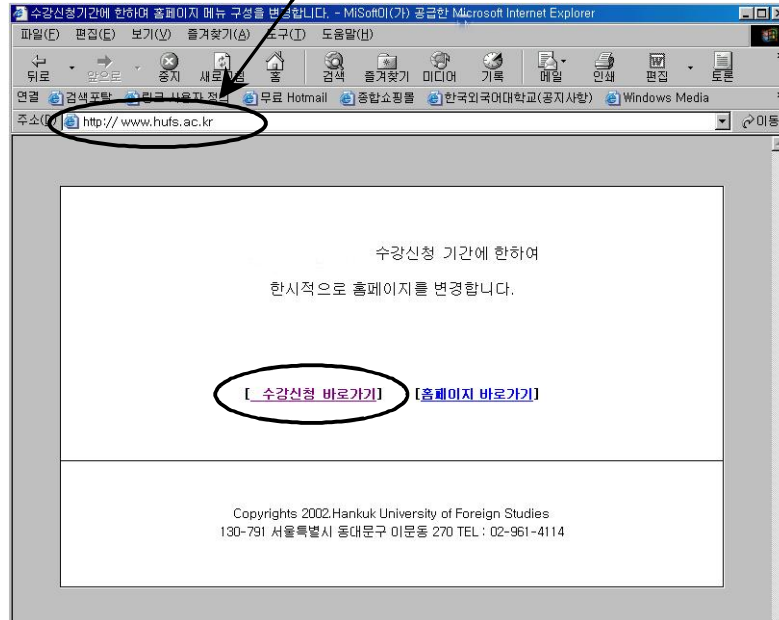 수강신청기간에 한하여 홈페이지 메뉴 구성을 변경합니다. - MiSoft이(가) 공급한 Microsoft Internet Explorer
파일(F) 편집(E) 보기(V) 즐겨찾기(A) 도구(T) 도움말(H)
뒤로 앞으로 중지 새로고침 홈 검색 즐겨찾기 미디어 기록 메일 인쇄 편집 토론
연결 검색포탈 링크 사용자 정의 무료 Hotmail 종합쇼핑몰 한국외국어대학교(공지사항) Windows Media
주소(D) http:// www.hufs.ac.kr 이동
수강신청 기간에 한하여
한시적으로 홈페이지를 변경합니다.
[ 수강신청 바로가기] [홈페이지 바로가기]
Copyrights 2002.Hankuk University of Foreign Studies
130-791 서울특별시 동대문구 이문동 270 TEL : 02-961-4114